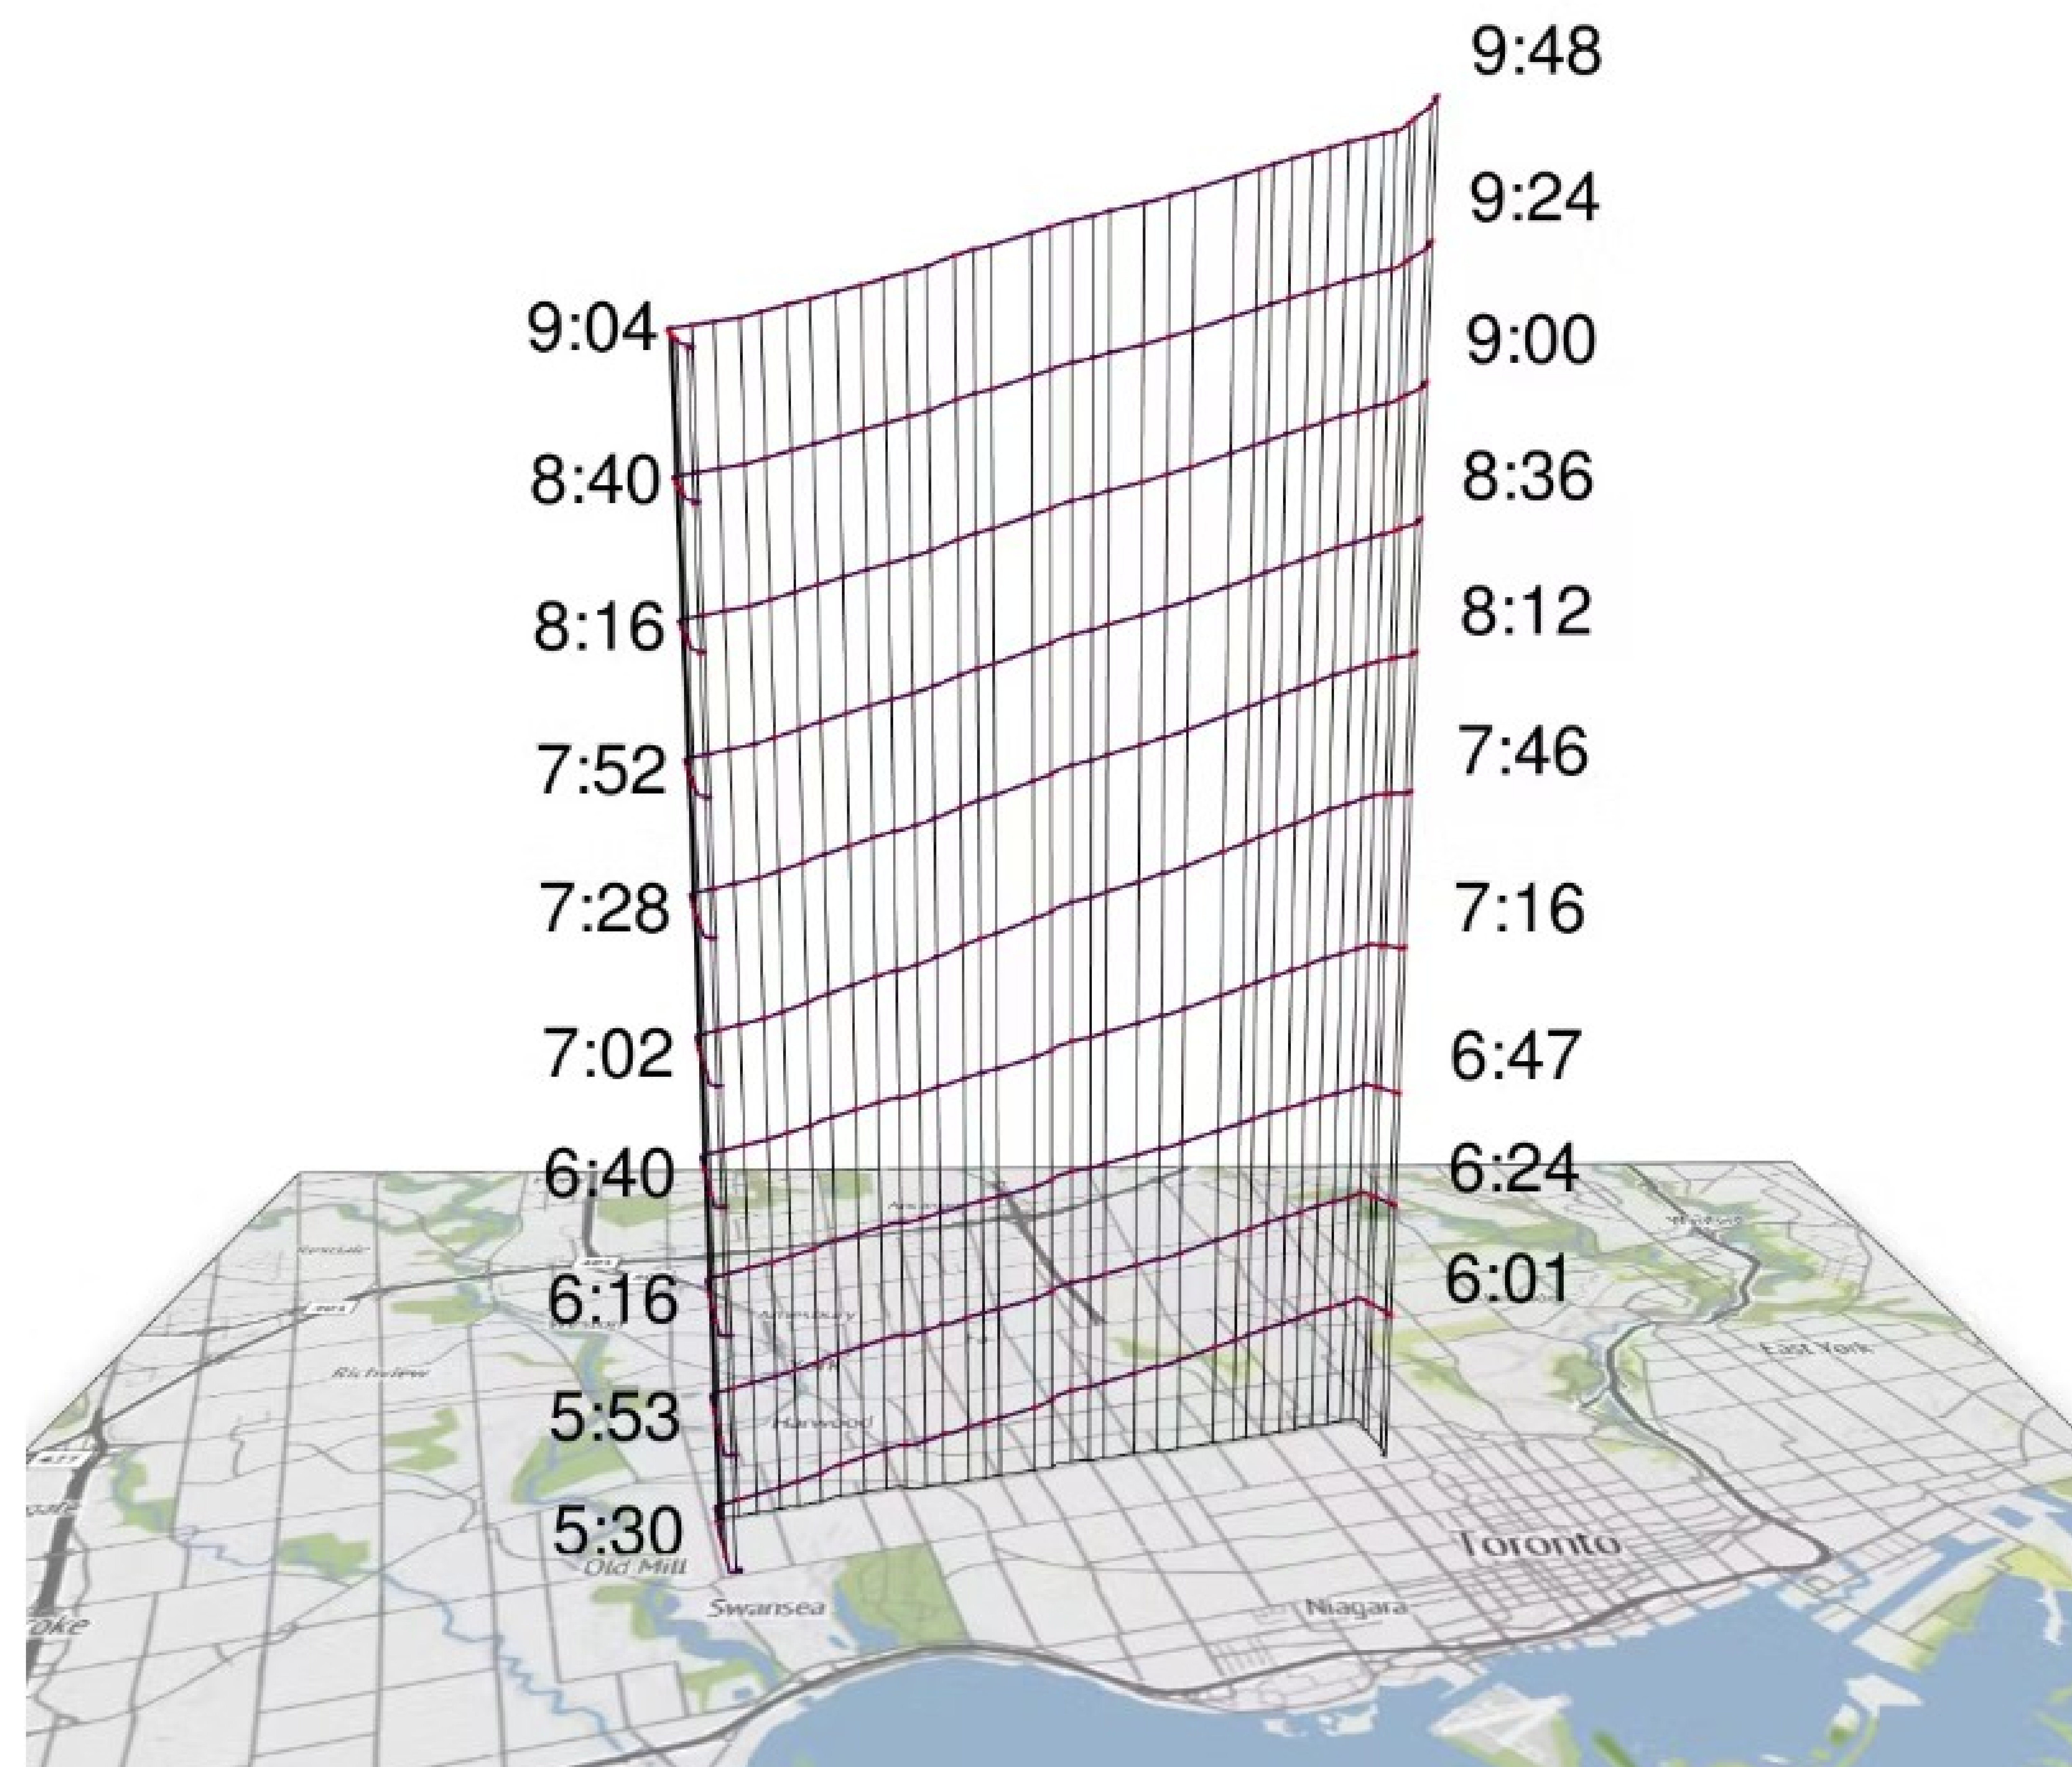 9:48
9:24
9:04
9:00
8:40
8:36
8:16
8:12
7:52
7:46
7:28
7:16
7:02
6:47
6:40
6:24
6:16
6:01
5:53
5:30
Richview
East York
Harwood
Toronto
Old Mill
Swansea
Niagara